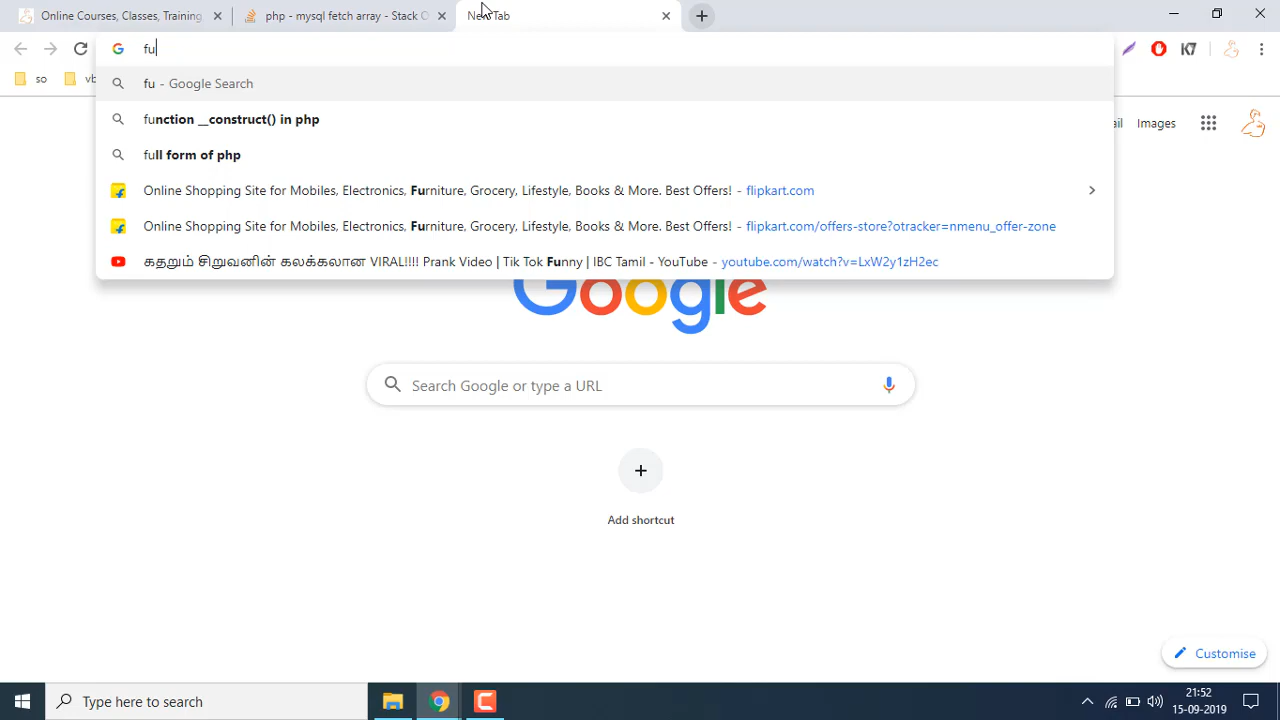 Online Courses, Classes, Training
php - mysql fetch array - Stack O
New Tab
fu
so
vb
fu - Google Search
function __construct() in php
full form of php
Online Shopping Site for Mobiles, Electronics, Furniture, Grocery, Lifestyle, Books & More. Best Offers! - flipkart.com
Online Shopping Site for Mobiles, Electronics, Furniture, Grocery, Lifestyle, Books & More. Best Offers! - flipkart.com/offers-store?otracker=nmenu_offer-zone
கதறும் சிறுவனின் கலக்கலான VIRAL!!!! Prank Video | Tik Tok Funny | IBC Tamil - YouTube - youtube.com/watch?v=LxW2y1zH2ec
ail Images
K7
Google
Search Google or type a URL
Add shortcut
Customise
Type here to search
21:52
15-09-2019